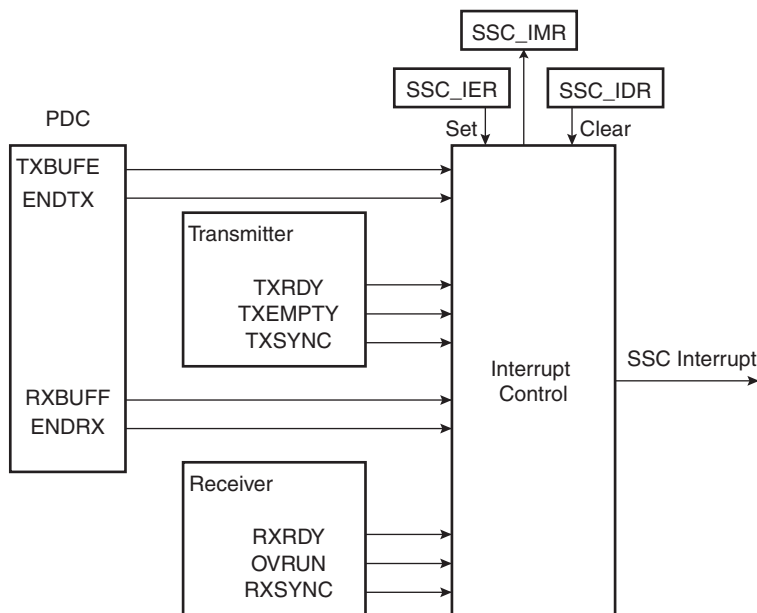 SSC_IMR
SSC_IER
SSC_IDR
PDC
Set
Clear
TXBUFE
ENDTX
Transmitter
TXRDY
TXEMPTY
TXSYNC
RXBUFF
ENDRX
Interrupt
Control
SSC Interrupt
Receiver
RXRDY
OVRUN
RXSYNC